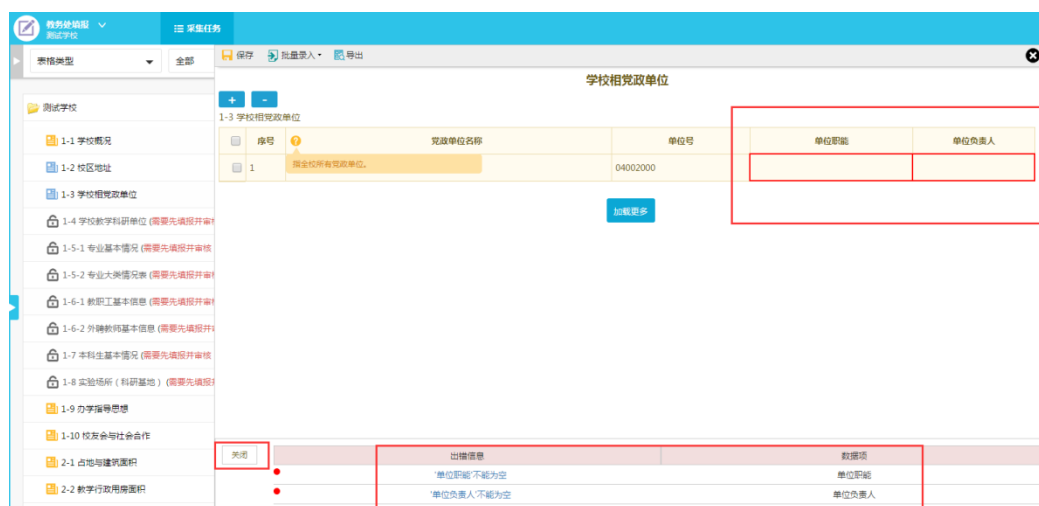 教务处填报
测试学校
采集任务
表格类型
全部
保存
批量录入
导出
学校相党政单位
+
-
1-3 学校相党政单位
序号
党政单位名称
单位号
单位职能
单位负责人
1
指全校所有党政单位。
04002000
加载更多
测试学校
1-1 学校概况
1-2 校区地址
1-3 学校相党政单位
1-4 学校教学科研单位 (需要先填报并审
1-5-1 专业基本情况 (需要先填报并审核
1-5-2 专业大类情况表 (需要先填报并审
1-6-1 教职工基本信息 (需要先填报并审
1-6-2 外聘教师基本信息 (需要先填报并
1-7 本科生基本情况 (需要先填报并审核
1-8 实验场所（科研基地） (需要先填报
1-9 办学指导思想
1-10 校友会与社会合作
2-1 占地与建筑面积
2-2 教学行政用房面积
关闭
出错信息
数据项
'单位职能'不能为空
单位职能
'单位负责人'不能为空
单位负责人